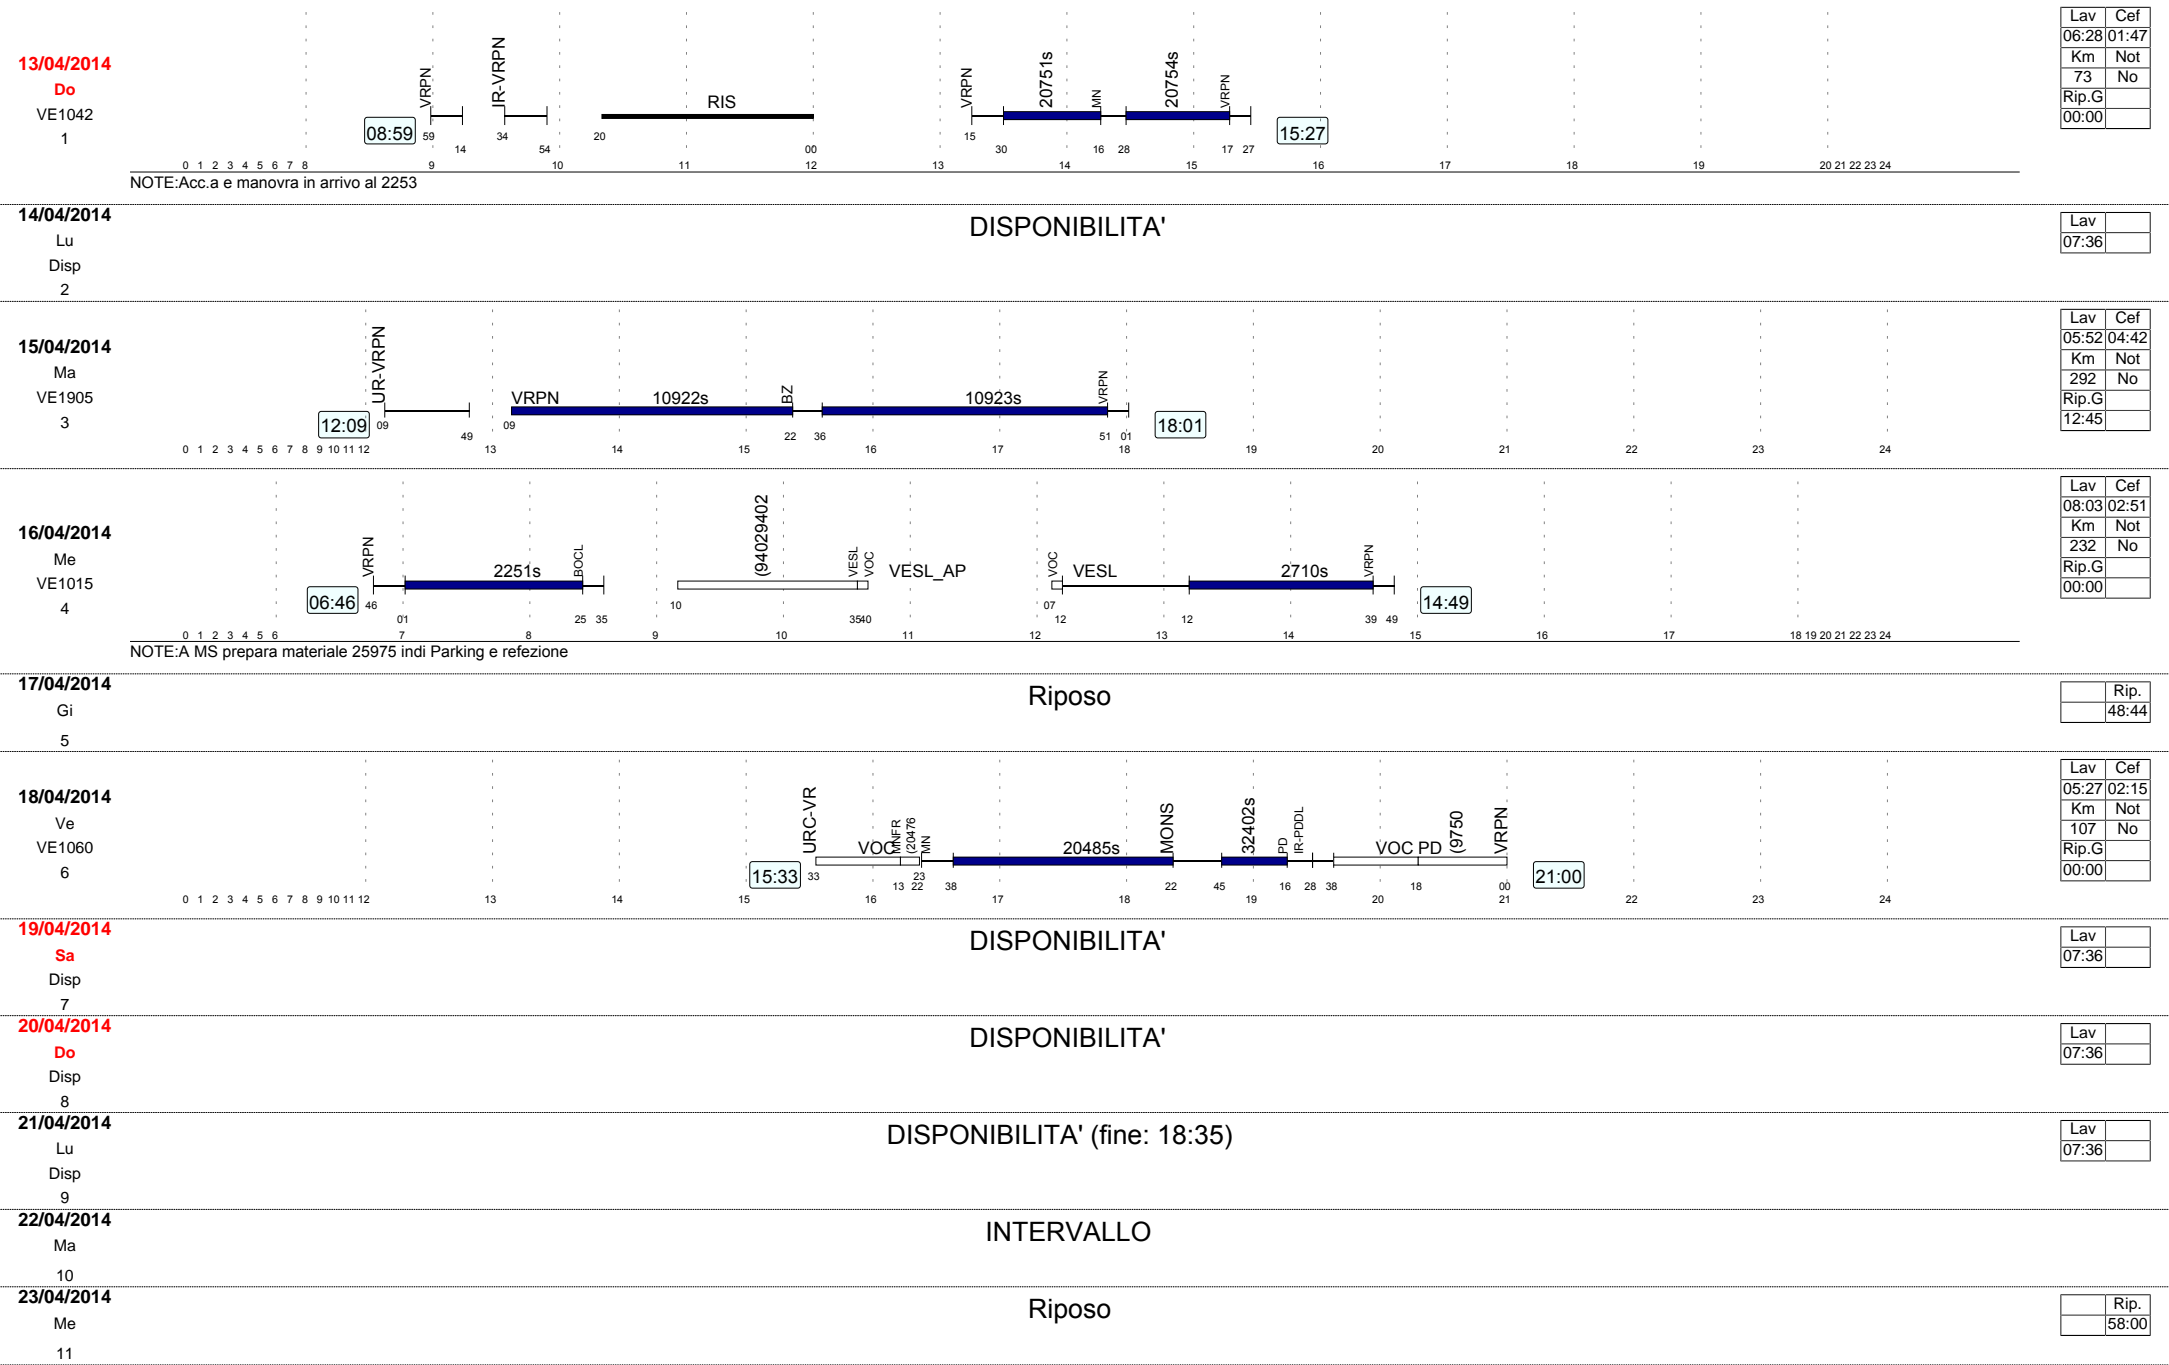 13/04/2014
Do
VE1042
1
08:59
VRPN
IR-VRPN
RIS
VRPN
20751s
MN
20754s
VRPN
15:27
59 14 34 54 20 00 15 30 16 28 17 27
0 1 2 3 4 5 6 7 8 9 10 11 12 13 14 15 16 17 18 19 20 21 22 23 24
NOTE:Acc.a e manovra in arrivo al 2253
Lav Cef
06:28 01:47
Km Not
73 No
Rip.G
00:00
14/04/2014
Lu
Disp
2
DISPONIBILITA'
Lav
07:36
15/04/2014
Ma
VE1905
3
12:09
UR-VRPN
VRPN
10922s
BZ
10923s
VRPN
18:01
09 49 09 22 36 51 01
0 1 2 3 4 5 6 7 8 9 10 11 12 13 14 15 16 17 18 19 20 21 22 23 24
Lav Cef
05:52 04:42
Km Not
292 No
Rip.G
12:45
16/04/2014
Me
VE1015
4
06:46
VRPN
2251s
BOCL
(94029402
VESL
VOC
VESL_AP
VOC
VESL
2710s
VRPN
14:49
46 01 25 35 10 35 40 07 12 12 39 49
0 1 2 3 4 5 6 7 8 9 10 11 12 13 14 15 16 17 18 19 20 21 22 23 24
NOTE:A MS prepara materiale 25975 indi Parking e refezione
Lav Cef
08:03 02:51
Km Not
232 No
Rip.G
00:00
17/04/2014
Gi
5
Riposo
Rip.
48:44
18/04/2014
Ve
VE1060
6
15:33
URC-VR
VOC
MNFR
(20476
MN
20485s
MONS
32402s
PD
IR-PDDL
VOC PD
(9750
VRPN
21:00
33 13 22 23 38 22 45 16 28 38 18 00
0 1 2 3 4 5 6 7 8 9 10 11 12 13 14 15 16 17 18 19 20 21 22 23 24
Lav Cef
05:27 02:15
Km Not
107 No
Rip.G
00:00
19/04/2014
Sa
Disp
7
DISPONIBILITA'
Lav
07:36
20/04/2014
Do
Disp
8
DISPONIBILITA'
Lav
07:36
21/04/2014
Lu
Disp
9
DISPONIBILITA' (fine: 18:35)
Lav
07:36
22/04/2014
Ma
10
INTERVALLO
23/04/2014
Me
11
Riposo
Rip.
58:00